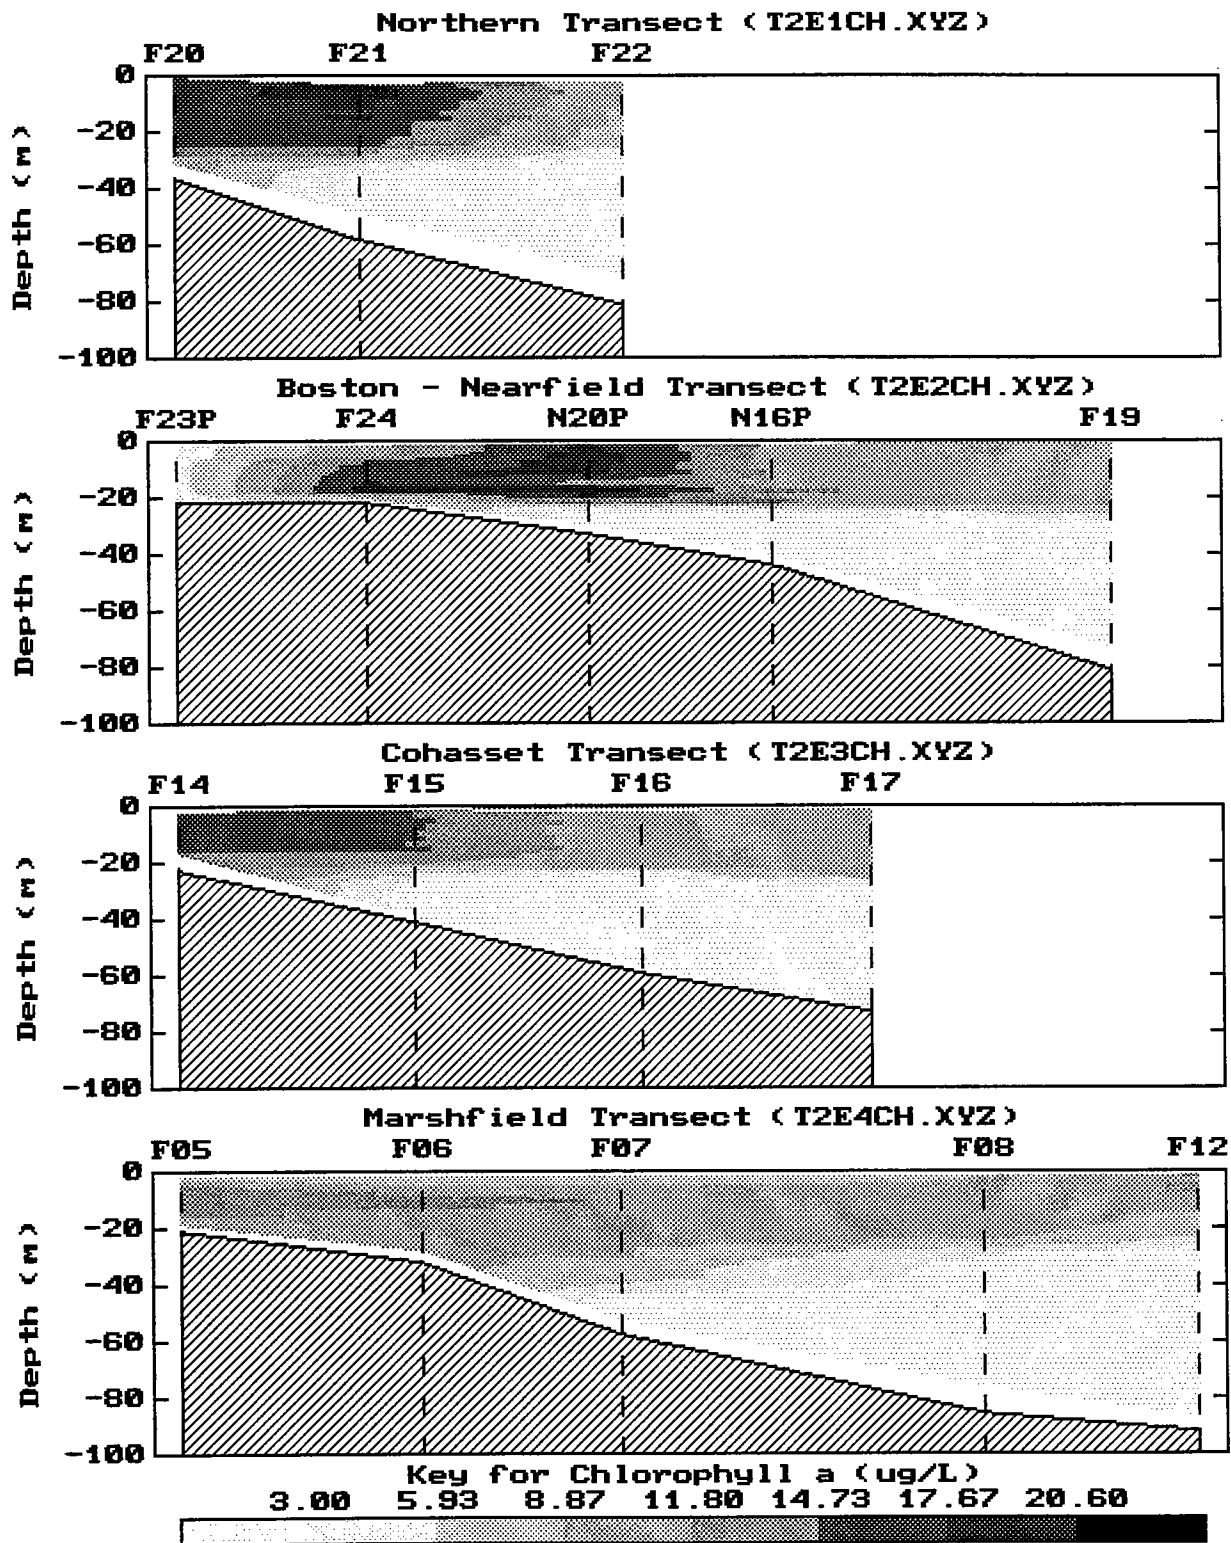 Northern Transect (T2E1CH.XYZ)
F20 F21 F22
0
-20
-40
-60
-80
-100
Depth (m)
Boston - Nearfield Transect (T2E2CH.XYZ)
F23P F24 N20P N16P F19
0
-20
-40
-60
-80
-100
Depth (m)
Cohasset Transect (T2E3CH.XYZ)
F14 F15 F16 F17
0
-20
-40
-60
-80
-100
Depth (m)
Marshfield Transect (T2E4CH.XYZ)
F05 F06 F07 F08 F12
0
-20
-40
-60
-80
-100
Depth (m)
Key for Chlorophyll a (ug/L)
3.00 5.93 8.87 11.80 14.73 17.67 20.60